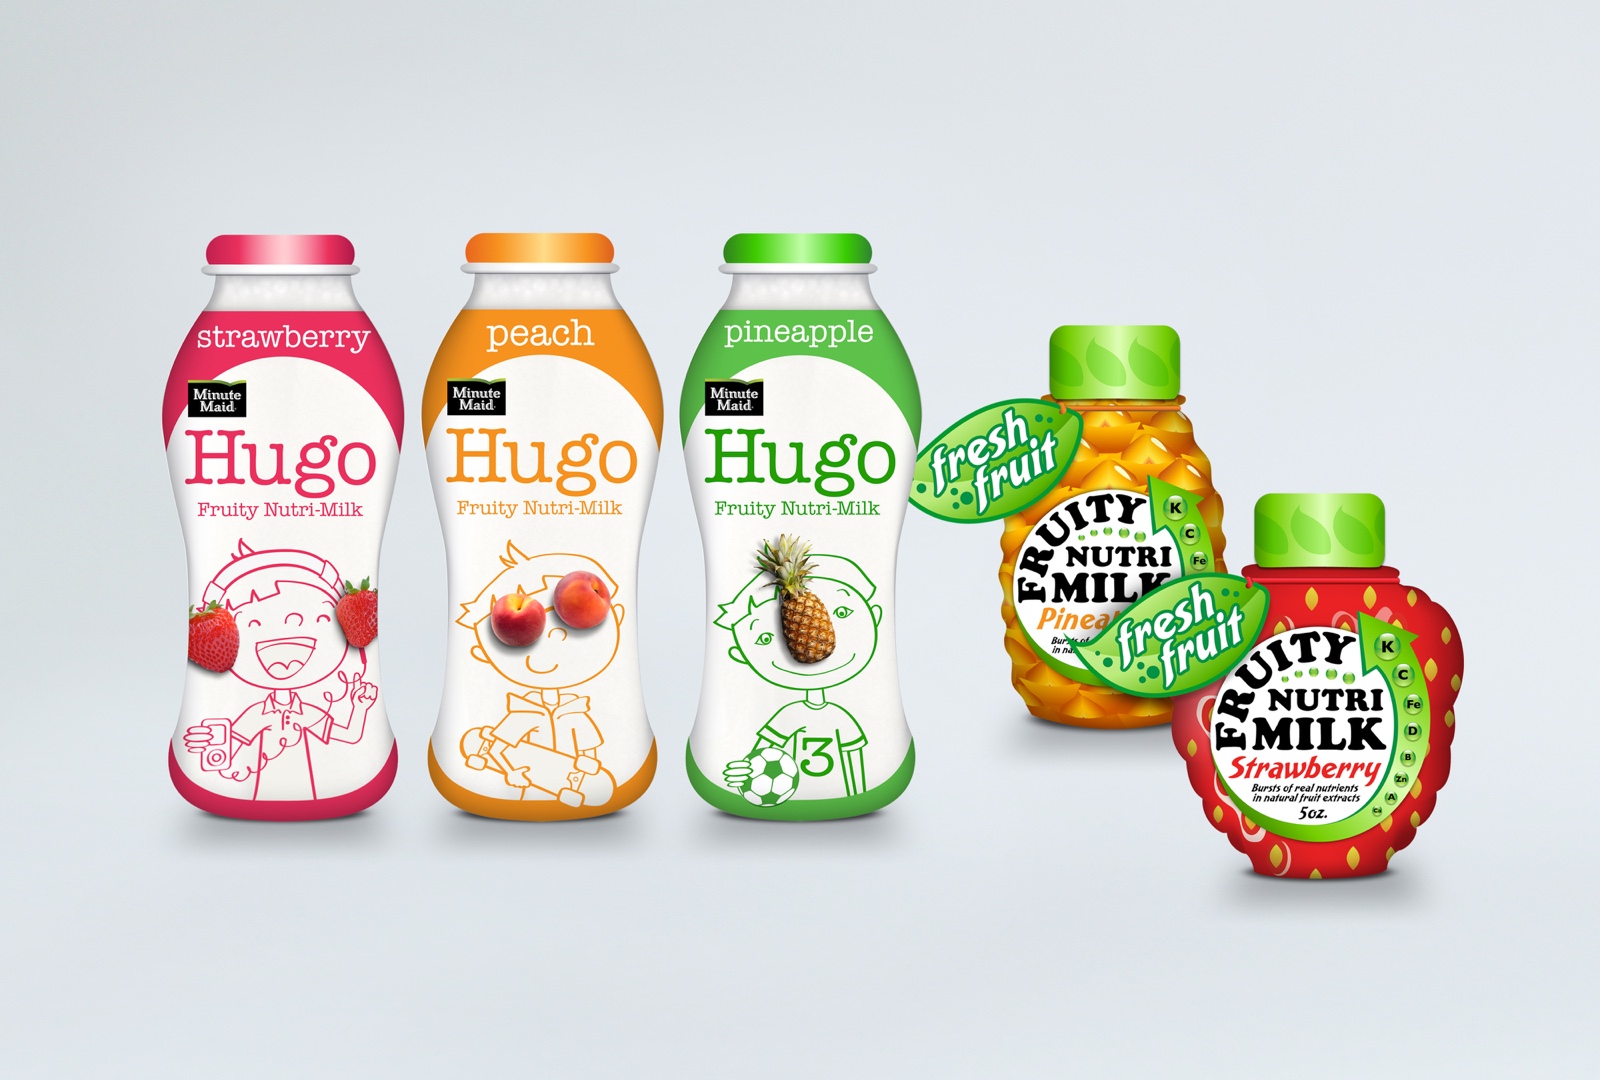 strawberry
Minute
Maid
Hugo
Fruity Nutri-Milk
peach
Minute
Maid
Hugo
Fruity Nutri-Milk
pineapple
Minute
Maid
Hugo
Fruity Nutri-Milk
3
fresh
fruit
FRUITY
NUTRI
MILK
K
C
Fe
fresh
fruit
FRUITY
NUTRI
MILK
Strawberry
Bursts of real nutrients
in natural fruit extracts
5oz.
K
C
Fe
D
B
Zn
A